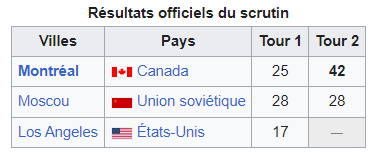 Résultats officiels du scrutin
Villes Pays Tour 1 Tour 2
Montréal Canada 25 42
Moscou Union soviétique 28 28
Los Angeles États-Unis 17 —